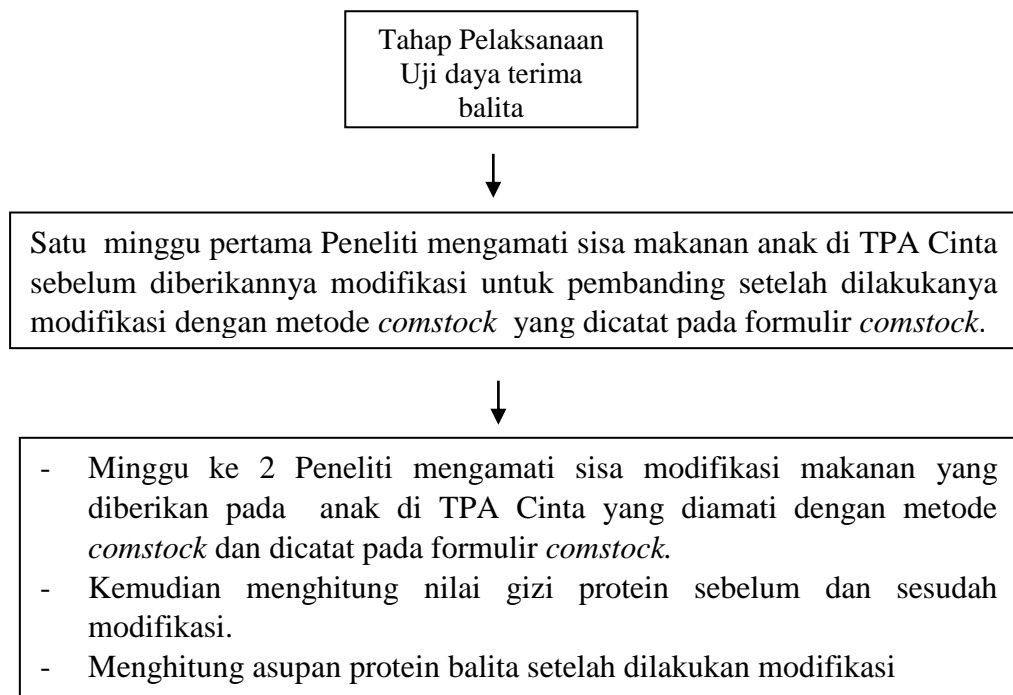 Tahap Pelaksanaan
Uji daya terima
balita
Satu minggu pertama Peneliti mengamati sisa makanan anak di TPA Cinta
sebelum diberikannya modifikasi untuk pembanding setelah dilakukanya
modifikasi dengan metode comstock yang dicatat pada formulir comstock.
- Minggu ke 2 Peneliti mengamati sisa modifikasi makanan yang
diberikan pada anak di TPA Cinta yang diamati dengan metode
comstock dan dicatat pada formulir comstock.
- Kemudian menghitung nilai gizi protein sebelum dan sesudah
modifikasi.
- Menghitung asupan protein balita setelah dilakukan modifikasi